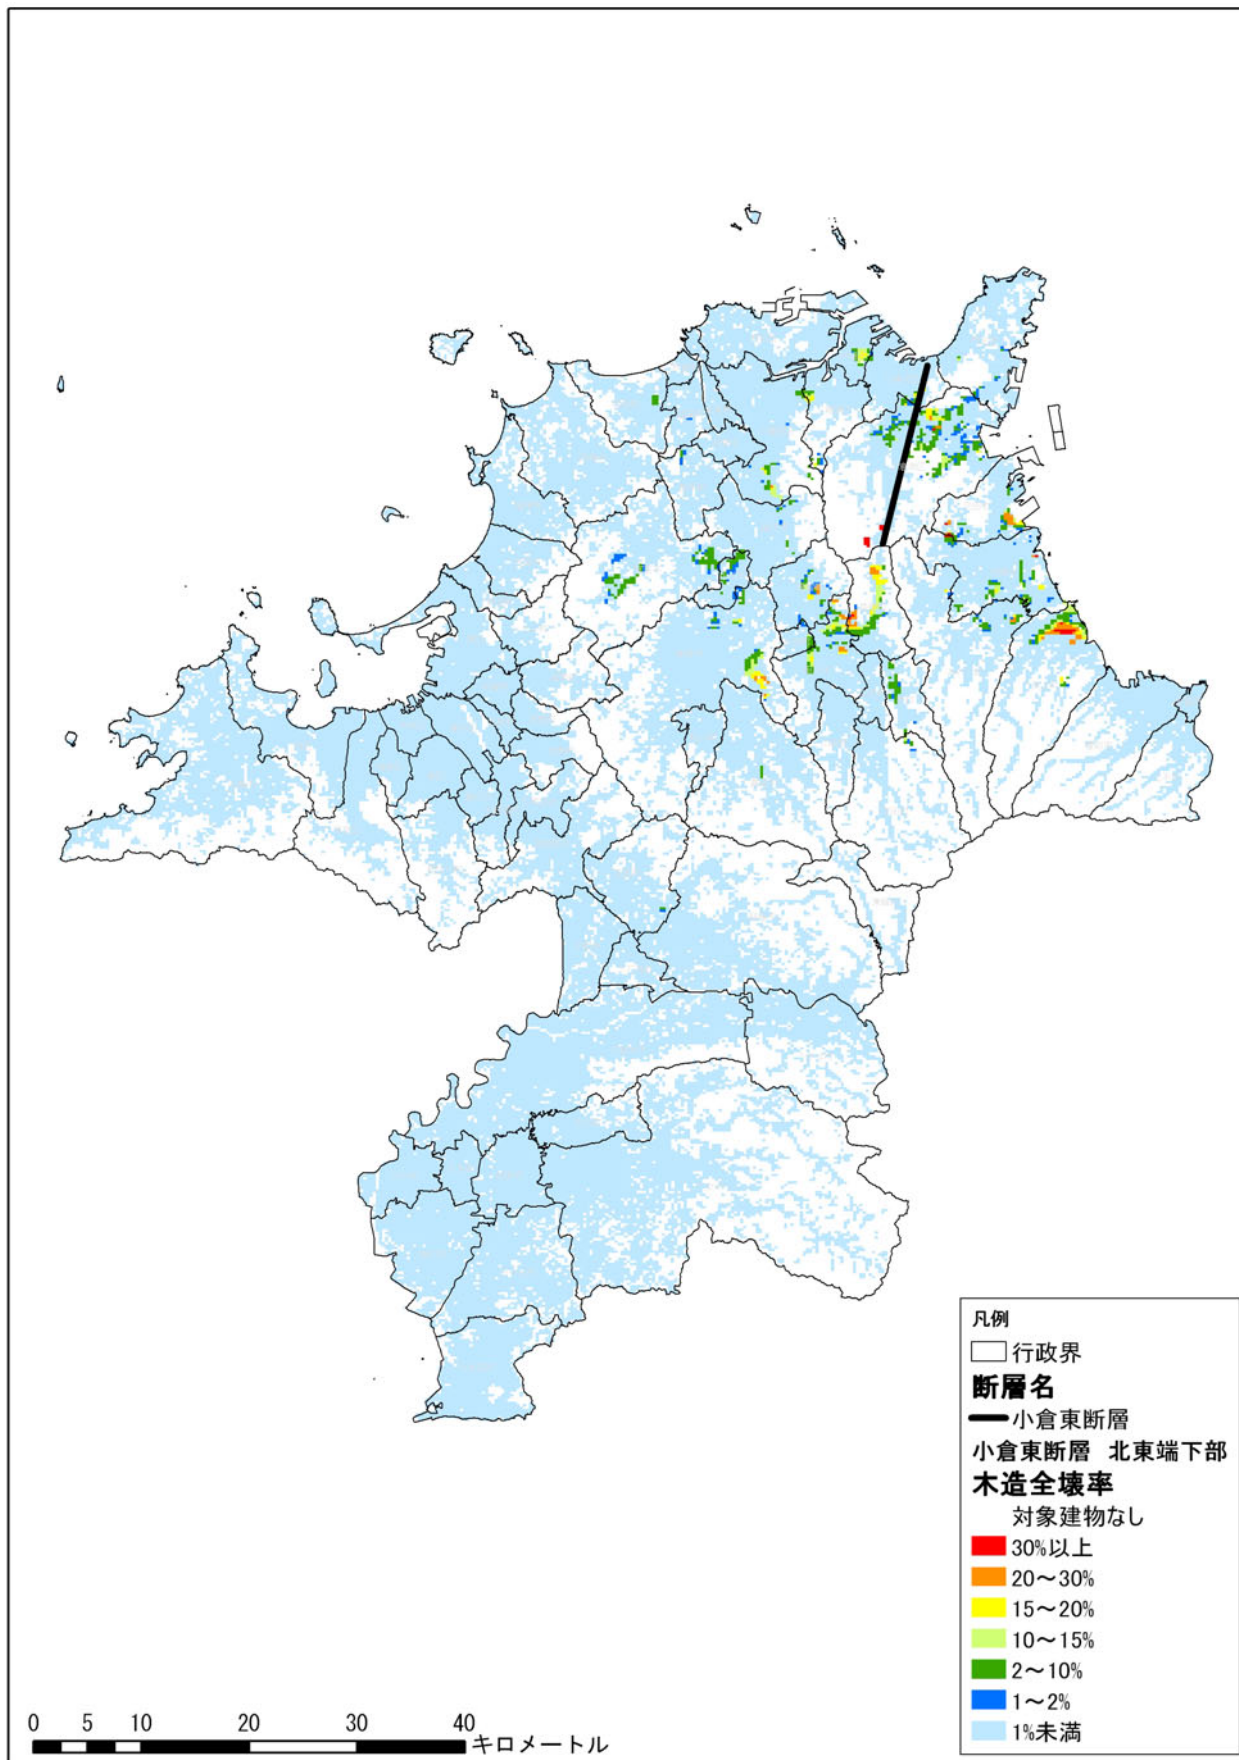 凡例
行政界
断層名
小倉東断層
小倉東断層 北東端下部
木造全壊率
対象建物なし
30%以上
20～30%
15～20%
10～15%
2～10%
1～2%
1%未満
0 5 10 20 30 40
キロメートル